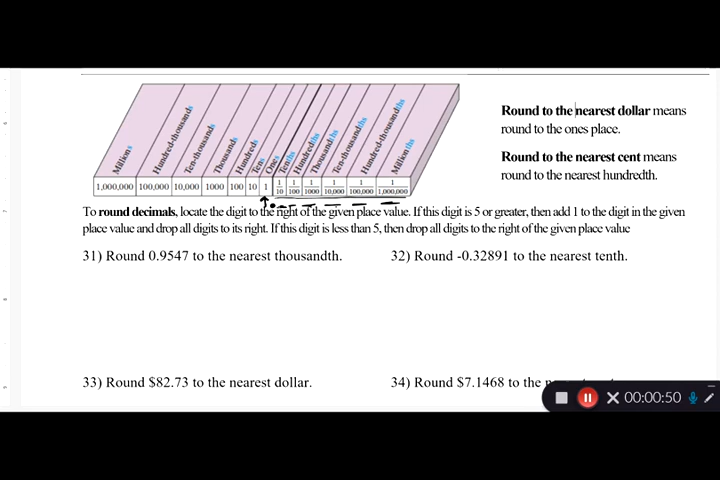 Millions
Hundred-thousands
Ten-thousands
Thousands
Hundreds
Tens
Ones
Tenths
Hundredths
Thousandths
Ten-thousandths
Hundred-thousandths
Millionths
1,000,000 100,000 10,000 1000 100 10 1 1/10 1/100 1/1000 1/10,000 1/100,000 1/1,000,000
Round to the nearest dollar means
round to the ones place.
Round to the nearest cent means
round to the nearest hundredth.
To round decimals, locate the digit to the right of the given place value. If this digit is 5 or greater, then add 1 to the digit in the given
place value and drop all digits to its right. If this digit is less than 5, then drop all digits to the right of the given place value
31) Round 0.9547 to the nearest thousandth.
32) Round -0.32891 to the nearest tenth.
33) Round $82.73 to the nearest dollar.
34) Round $7.1468 to the
00:00:50